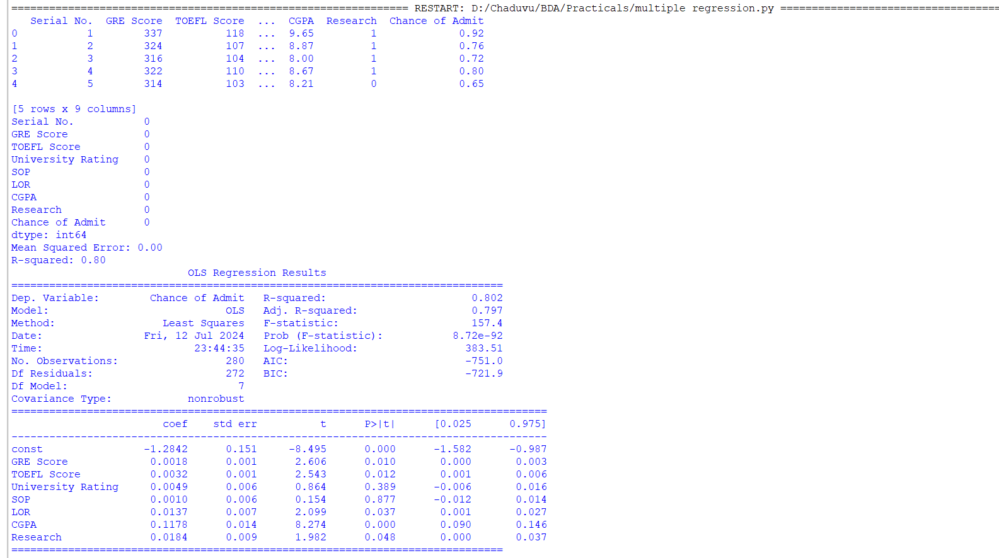 =============================================================== RESTART: D:/Chaduvu/BDA/Practicals/multiple regression.py ===================================
   Serial No.  GRE Score  TOEFL Score  ...  CGPA  Research  Chance of Admit
0           1        337          118  ...  9.65         1             0.92
1           2        324          107  ...  8.87         1             0.76
2           3        316          104  ...  8.00         1             0.72
3           4        322          110  ...  8.67         1             0.80
4           5        314          103  ...  8.21         0             0.65

[5 rows x 9 columns]
Serial No.           0
GRE Score            0
TOEFL Score          0
University Rating    0
SOP                  0
LOR                  0
CGPA                 0
Research             0
Chance of Admit      0
dtype: int64
Mean Squared Error: 0.00
R-squared: 0.80
                            OLS Regression Results
==============================================================================
Dep. Variable:        Chance of Admit   R-squared:                       0.802
Model:                            OLS   Adj. R-squared:                  0.797
Method:                 Least Squares   F-statistic:                     157.4
Date:                Fri, 12 Jul 2024   Prob (F-statistic):           8.72e-92
Time:                        23:44:35   Log-Likelihood:                 383.51
No. Observations:                 280   AIC:                            -751.0
Df Residuals:                     272   BIC:                            -721.9
Df Model:                           7
Covariance Type:            nonrobust
=====================================================================================
                        coef    std err          t      P>|t|      [0.025      0.975]
-------------------------------------------------------------------------------------
const                -1.2842      0.151     -8.495      0.000      -1.582      -0.987
GRE Score             0.0018      0.001      2.606      0.010       0.000       0.003
TOEFL Score           0.0032      0.001      2.543      0.012       0.001       0.006
University Rating     0.0049      0.006      0.864      0.389      -0.006       0.016
SOP                   0.0010      0.006      0.154      0.877      -0.012       0.014
LOR                   0.0137      0.007      2.099      0.037       0.001       0.027
CGPA                  0.1178      0.014      8.274      0.000       0.090       0.146
Research              0.0184      0.009      1.982      0.048       0.000       0.037
==============================================================================